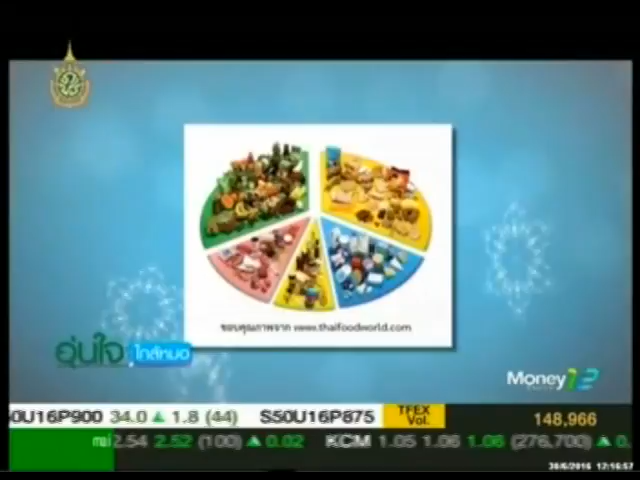 ขอบคุณภาพจาก www.thaifoodworld.com
อุ่นใจ ใกล้หมอ
Money
50U16P900 34.0 ▲ 1.8 (44) S50U16P875 TFEX Vol. 148,966
mai 2.54 2.52 (100) ▲ 0.02 KCM 1.05 1.06 1.06 (276,700) ▲ 0.
30/6/2016 12:16:57